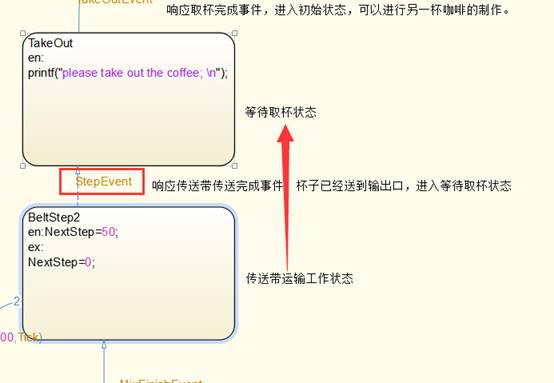 TakeOutEvent
响应取杯完成事件，进入初始状态，可以进行另一杯咖啡的制作。
TakeOut
en:
printf("please take out the coffee; \n");
等待取杯状态
StepEvent
响应传送带传送完成事件，杯子已经送到输出口，进入等待取杯状态
BeltStep2
en:NextStep=50;
ex:
NextStep=0;
传送带运输工作状态
2
00,Tick)
MixFinishEvent